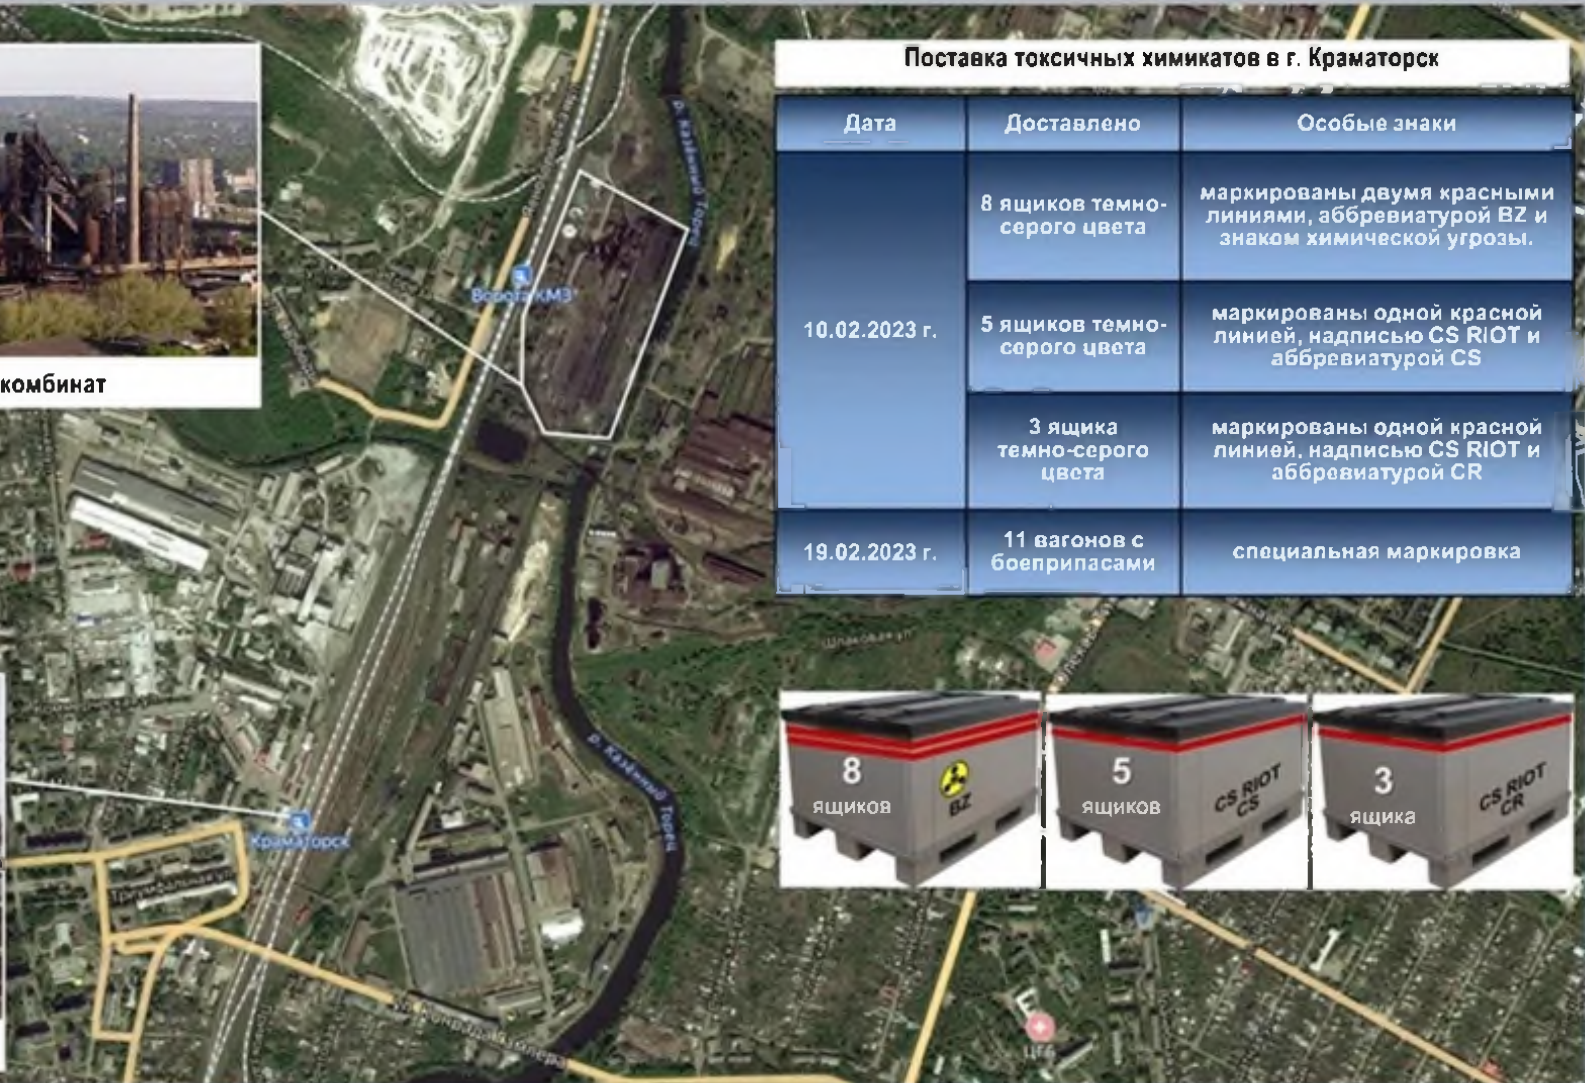 Поставка токсичных химикатов в г. Краматорск
Дата
Доставлено
Особые знаки
10.02.2023 г.
8 ящиков темно-
серого цвета
маркированы двумя красными
линиями, аббревиатурой BZ и
знаком химической угрозы.
5 ящиков темно-
серого цвета
маркированы одной красной
линией, надписью CS RIOT и
аббревиатурой CS
3 ящика
темно-серого
цвета
маркированы одной красной
линией, надписью CS RIOT и
аббревиатурой CR
19.02.2023 г.
11 вагонов с
боеприпасами
специальная маркировка
комбинат
р. Казённый Торец
Ворота КМЗ
Шлаковая ул.
р. Казённый Торец
Краматорск
Триумфальная ул.
8
ящиков
BZ
5
ящиков
CS RIOT
CS
3
ящика
CS RIOT
CR
ЦГБ